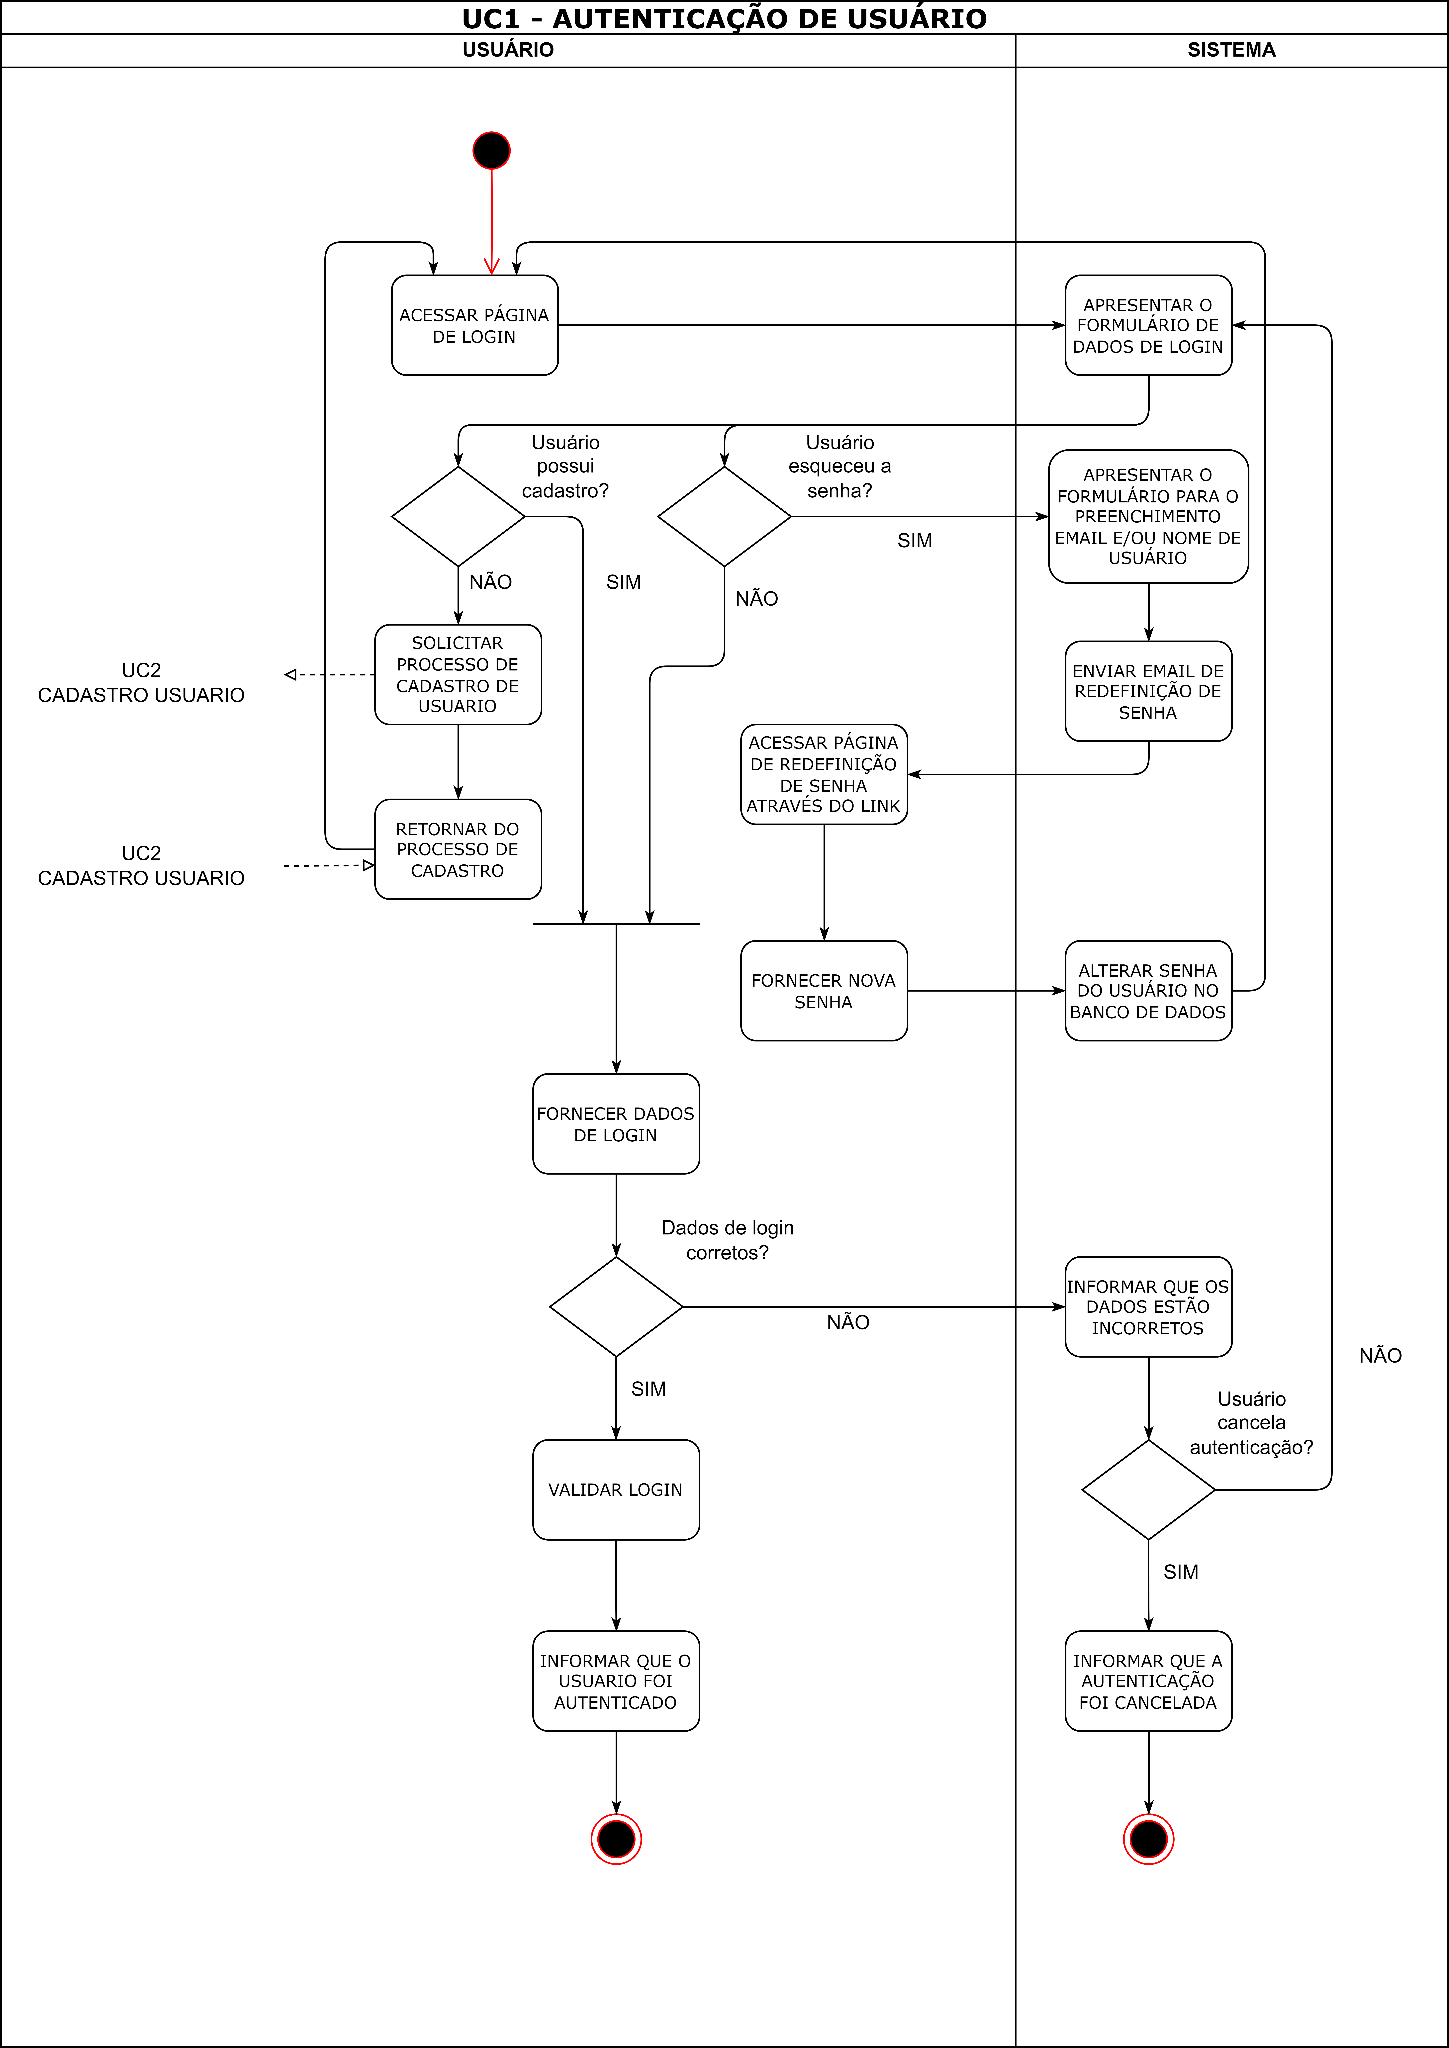 UC1 - AUTENTICAÇÃO DE USUÁRIO
USUÁRIO
SISTEMA
ACESSAR PÁGINA
DE LOGIN
APRESENTAR O
FORMULÁRIO DE
DADOS DE LOGIN
Usuário
possui
cadastro?
Usuário
esqueceu a
senha?
APRESENTAR O
FORMULÁRIO PARA O
PREENCHIMENTO
EMAIL E/OU NOME DE
USUÁRIO
SIM
NÃO
SIM
NÃO
SOLICITAR
PROCESSO DE
CADASTRO DE
USUARIO
UC2
CADASTRO USUARIO
ENVIAR EMAIL DE
REDEFINIÇÃO DE
SENHA
ACESSAR PÁGINA
DE REDEFINIÇÃO
DE SENHA
ATRAVÉS DO LINK
RETORNAR DO
PROCESSO DE
CADASTRO
UC2
CADASTRO USUARIO
FORNECER NOVA
SENHA
ALTERAR SENHA
DO USUÁRIO NO
BANCO DE DADOS
FORNECER DADOS
DE LOGIN
Dados de login
corretos?
NÃO
INFORMAR QUE OS
DADOS ESTÃO
INCORRETOS
NÃO
SIM
Usuário
cancela
autenticação?
VALIDAR LOGIN
SIM
INFORMAR QUE O
USUARIO FOI
AUTENTICADO
INFORMAR QUE A
AUTENTICAÇÃO
FOI CANCELADA